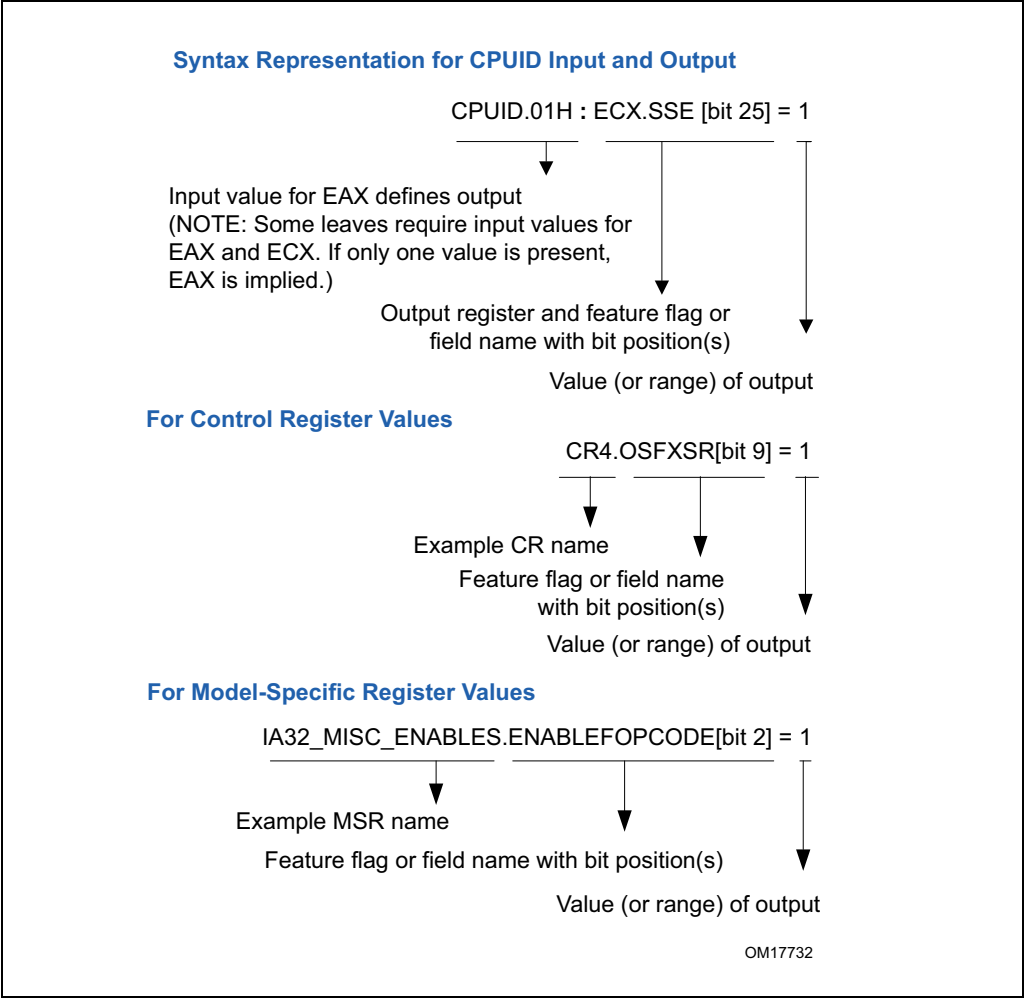 Syntax Representation for CPUID Input and Output
CPUID.01H : ECX.SSE [bit 25] = 1
Input value for EAX defines output
(NOTE: Some leaves require input values for
EAX and ECX. If only one value is present,
EAX is implied.)
Output register and feature flag or
field name with bit position(s)
Value (or range) of output
For Control Register Values
CR4.OSFXSR[bit 9] = 1
Example CR name
Feature flag or field name
with bit position(s)
Value (or range) of output
For Model-Specific Register Values
IA32_MISC_ENABLES.ENABLEFOPCODE[bit 2] = 1
Example MSR name
Feature flag or field name with bit position(s)
Value (or range) of output
OM17732